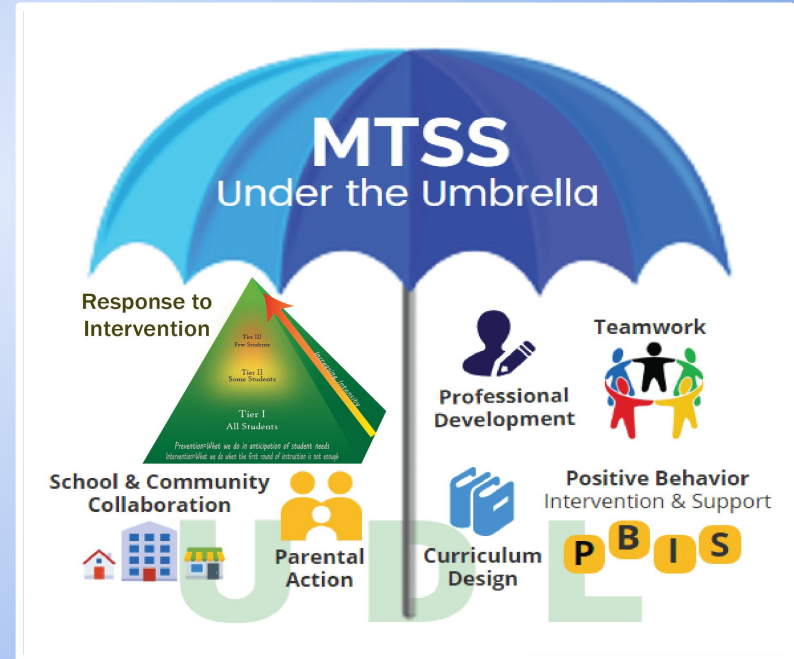 MTSS
Under the Umbrella
Response to
Intervention
Tier III
Few Students
Tier II
Some Students
Tier I
All Students
Increasing Intensity
Prevention=What we do in anticipation of student needs
Intervention=What we do when the first round of instruction is not enough
Professional
Development
Teamwork
School & Community
Collaboration
Parental
Action
Curriculum
Design
Positive Behavior
Intervention & Support
P B I S
U D L